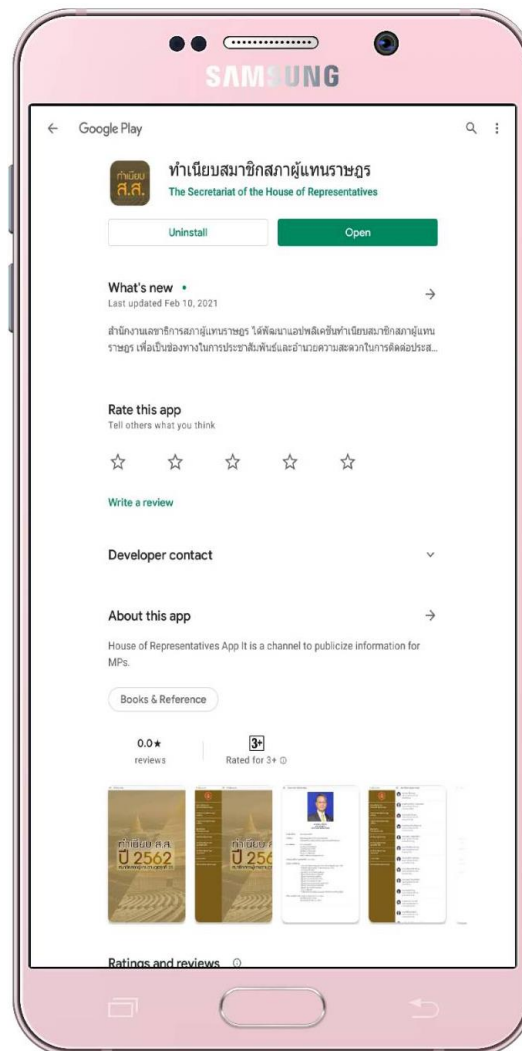 SAMSUNG
Google Play
ทำเนียบ
ส.ส.
ทำเนียบสมาชิกสภาผู้แทนราษฎร
The Secretariat of the House of Representatives
Uninstall
Open
What's new •
Last updated Feb 10, 2021
สำนักงานเลขาธิการสภาผู้แทนราษฎร ได้พัฒนาแอปพลิเคชันทำเนียบสมาชิกสภาผู้แทน
ราษฎร เพื่อเป็นช่องทางในการประชาสัมพันธ์และอำนวยความสะดวกในการติดต่อประส...
Rate this app
Tell others what you think
Write a review
Developer contact
About this app
House of Representatives App It is a channel to publicize information for
MPs.
Books & Reference
0.0★
reviews
3+
Rated for 3+
ทำเนียบ ส.ส.
ปี 2562
ทำเนียบ ส.ส.
ปี 256
Ratings and reviews